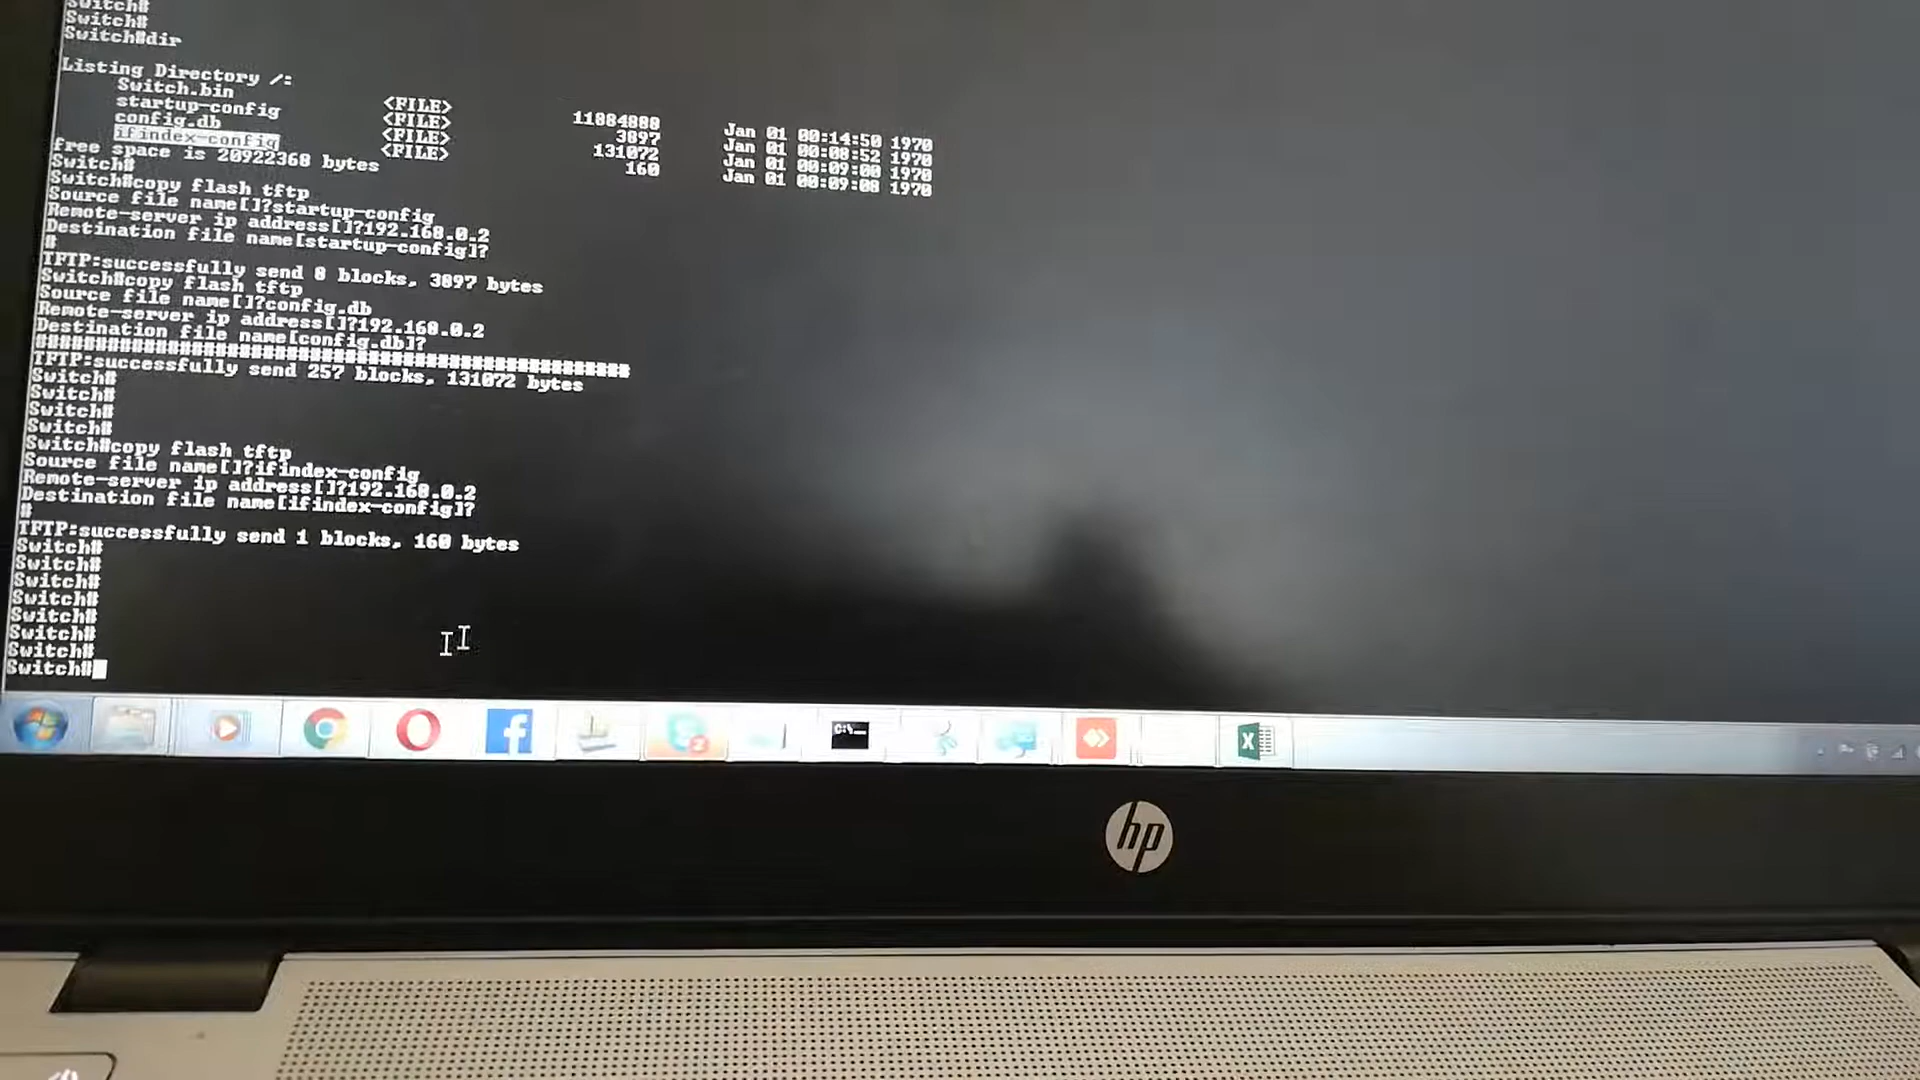 Switch#
Switch#
Switch#dir
Listing Directory /:
Switch.bin <FILE> 11884888 Jan 01 00:14:50 1970
startup-config <FILE> 3897 Jan 01 00:08:52 1970
config.db <FILE> 131072 Jan 01 00:09:00 1970
ifindex-config <FILE> 160 Jan 01 00:09:08 1970
free space is 20922368 bytes
Switch#
Switch#copy flash tftp
Source file name[]?startup-config
Remote-server ip address[]?192.168.0.2
Destination file name[startup-config]?
#
TFTP:successfully send 8 blocks, 3897 bytes
Switch#copy flash tftp
Source file name[]?config.db
Remote-server ip address[]?192.168.0.2
Destination file name[config.db]?
TFTP:successfully send 257 blocks, 131072 bytes
Switch#
Switch#
Switch#
Switch#
Switch#copy flash tftp
Source file name[]?ifindex-config
Remote-server ip address[]?192.168.0.2
Destination file name[ifindex-config]?
#
TFTP:successfully send 1 blocks, 160 bytes
Switch#
Switch#
Switch#
Switch#
Switch#
Switch#
Switch#
Switch#
hp